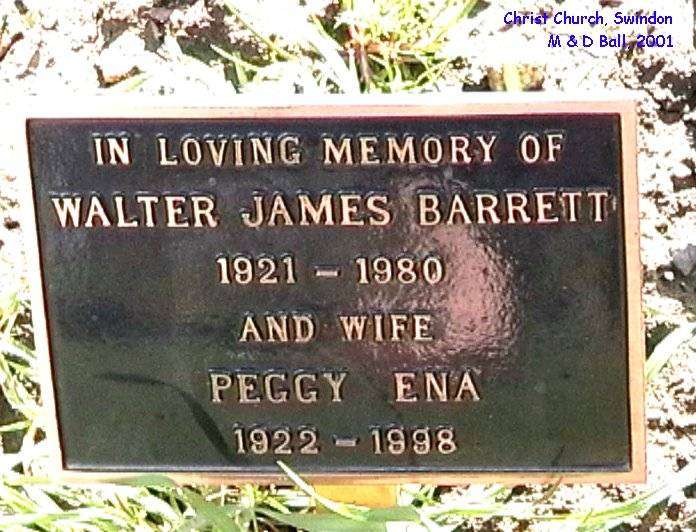 Christ Church, Swindon
M & D Ball, 2001
IN LOVING MEMORY OF
WALTER JAMES BARRETT
1921 - 1980
AND WIFE
PEGGY ENA
1922 - 1998